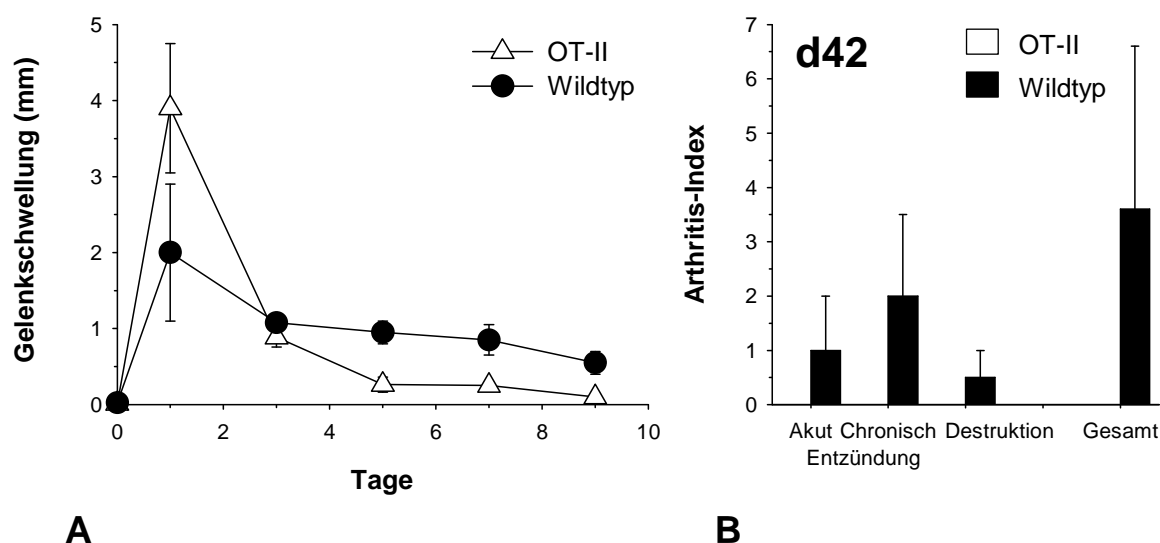 Gelenkschwellung (mm)
5
4
3
2
1
0
OT-II
Wildtyp
0 2 4 6 8 10
Tage
A
Arthritis-Index
7
6
5
4
3
2
1
0
d42
OT-II
Wildtyp
Akut Chronisch Destruktion Gesamt
Entzündung
B